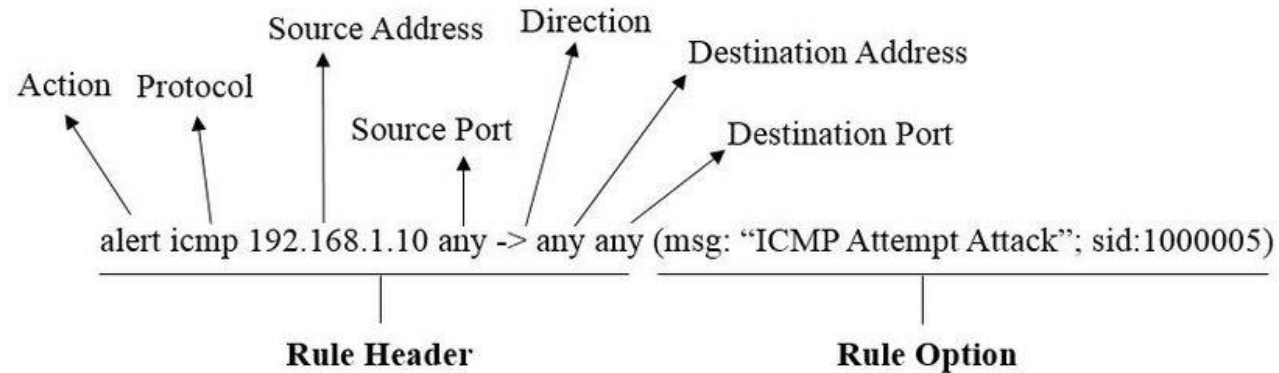 Source Address
Direction
Destination Address
Action Protocol
Source Port
Destination Port
alert icmp 192.168.1.10 any -> any any (msg: “ICMP Attempt Attack”; sid:1000005)
Rule Header
Rule Option